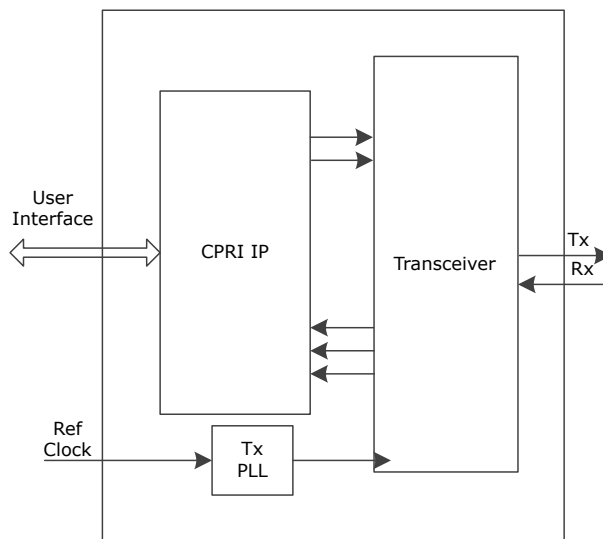 User
Interface
CPRI IP
Transceiver
Tx
Rx
Ref
Clock
Tx
PLL